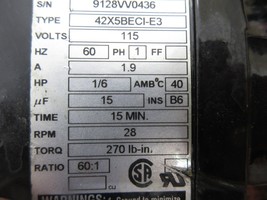 S/N 9128VV0436
TYPE 42X5BECI-E3
VOLTS 115
HZ 60 PH 1 FF
A 1.9
HP 1/6 AMB°C 40
µF 15 INS B6
TIME 15 MIN.
RPM 28
TORQ 270 lb-in.
RATIO 60:1
WARNINGS: Ground to minimize